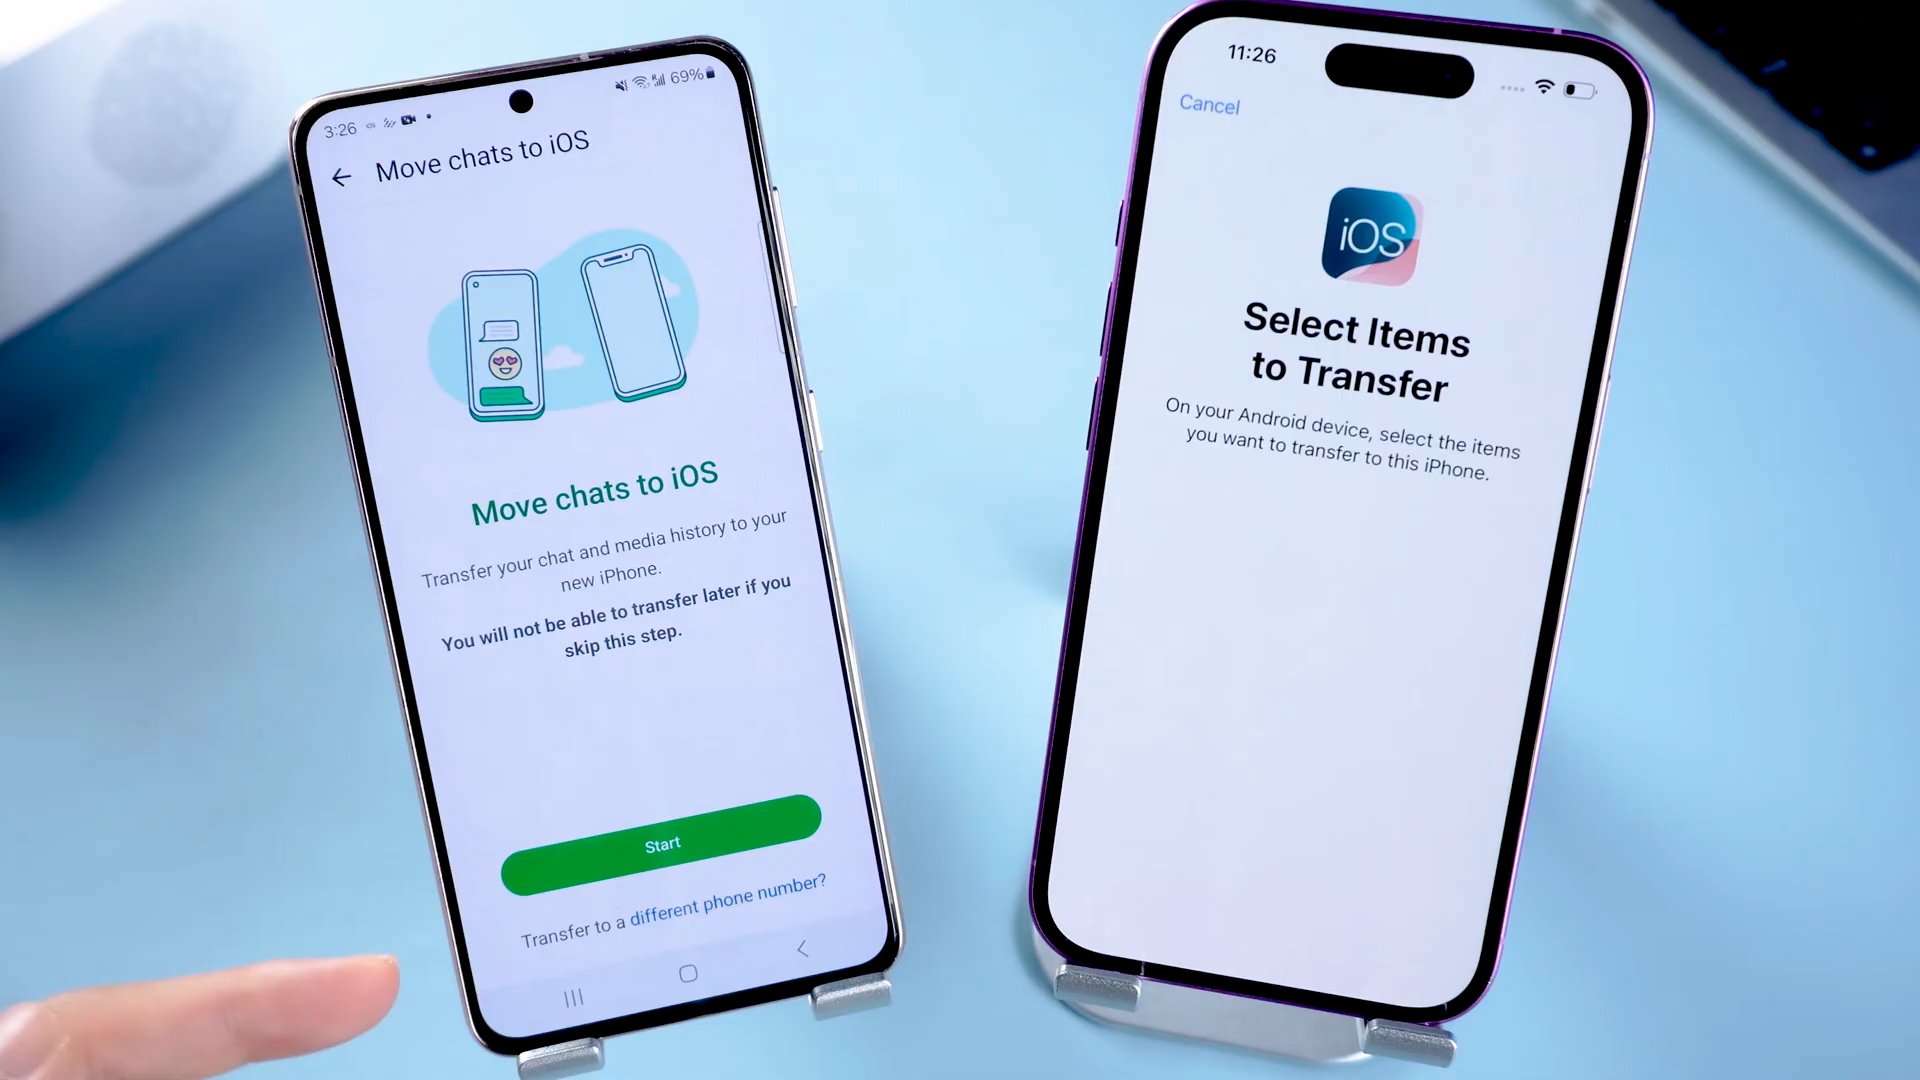 3:26
69%
Move chats to iOS
Move chats to iOS
Transfer your chat and media history to your
new iPhone.
You will not be able to transfer later if you
skip this step.
Start
Transfer to a different phone number?
11:26
Cancel
iOS
Select Items
to Transfer
On your Android device, select the items
you want to transfer to this iPhone.